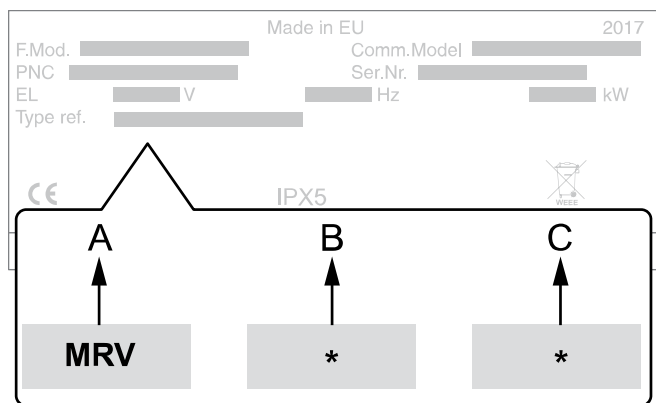 Made in EU 2017
F.Mod. Comm.Model
PNC Ser.Nr.
EL V Hz kW
Type ref.
CE IPX5 WEEE
A B C
MRV * *